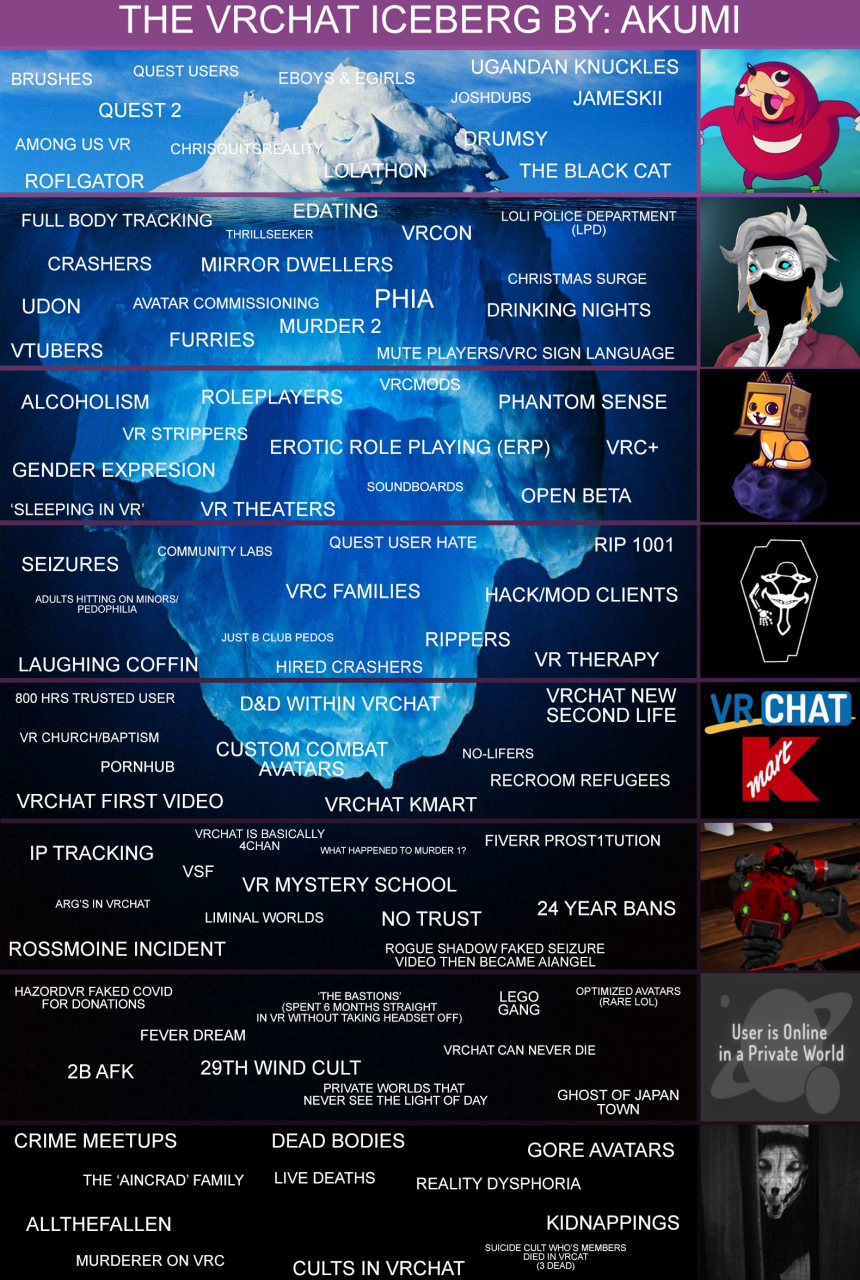 THE VRCHAT ICEBERG BY: AKUMI
BRUSHES
QUEST USERS
EBOYS & EGIRLS
UGANDAN KNUCKLES
QUEST 2
JOSHDUBS
JAMESKII
AMONG US VR
CHRISQUITSREALITY
DRUMSY
ROFLGATOR
LOLATHON
THE BLACK CAT
FULL BODY TRACKING
EDATING
LOLI POLICE DEPARTMENT
(LPD)
THRILLSEEKER
VRCON
CRASHERS
MIRROR DWELLERS
CHRISTMAS SURGE
UDON
AVATAR COMMISSIONING
PHIA
DRINKING NIGHTS
FURRIES
MURDER 2
VTUBERS
MUTE PLAYERS/VRC SIGN LANGUAGE
ALCOHOLISM
ROLEPLAYERS
VRCMODS
PHANTOM SENSE
VR STRIPPERS
EROTIC ROLE PLAYING (ERP)
VRC+
GENDER EXPRESION
SOUNDBOARDS
OPEN BETA
'SLEEPING IN VR'
VR THEATERS
SEIZURES
COMMUNITY LABS
QUEST USER HATE
RIP 1001
ADULTS HITTING ON MINORS/
PEDOPHILIA
VRC FAMILIES
HACK/MOD CLIENTS
JUST B CLUB PEDOS
RIPPERS
LAUGHING COFFIN
HIRED CRASHERS
VR THERAPY
800 HRS TRUSTED USER
D&D WITHIN VRCHAT
VRCHAT NEW
SECOND LIFE
VR CHAT
VR CHURCH/BAPTISM
CUSTOM COMBAT
AVATARS
NO-LIFERS
PORNHUB
RECROOM REFUGEES
K
mart
VRCHAT FIRST VIDEO
VRCHAT KMART
IP TRACKING
VRCHAT IS BASICALLY
4CHAN
WHAT HAPPENED TO MURDER 1?
FIVERR PROST1TUTION
VSF
VR MYSTERY SCHOOL
ARG'S IN VRCHAT
LIMINAL WORLDS
NO TRUST
24 YEAR BANS
ROSSMOINE INCIDENT
ROGUE SHADOW FAKED SEIZURE
VIDEO THEN BECAME AIANGEL
HAZORDVR FAKED COVID
FOR DONATIONS
'THE BASTIONS'
(SPENT 6 MONTHS STRAIGHT
IN VR WITHOUT TAKING HEADSET OFF)
LEGO
GANG
OPTIMIZED AVATARS
(RARE LOL)
FEVER DREAM
VRCHAT CAN NEVER DIE
User is Online
in a Private World
2B AFK
29TH WIND CULT
PRIVATE WORLDS THAT
NEVER SEE THE LIGHT OF DAY
GHOST OF JAPAN
TOWN
CRIME MEETUPS
DEAD BODIES
GORE AVATARS
THE 'AINCRAD' FAMILY
LIVE DEATHS
REALITY DYSPHORIA
ALLTHEFALLEN
KIDNAPPINGS
MURDERER ON VRC
CULTS IN VRCHAT
SUICIDE CULT WHO'S MEMBERS
DIED IN VRCAT
(3 DEAD)